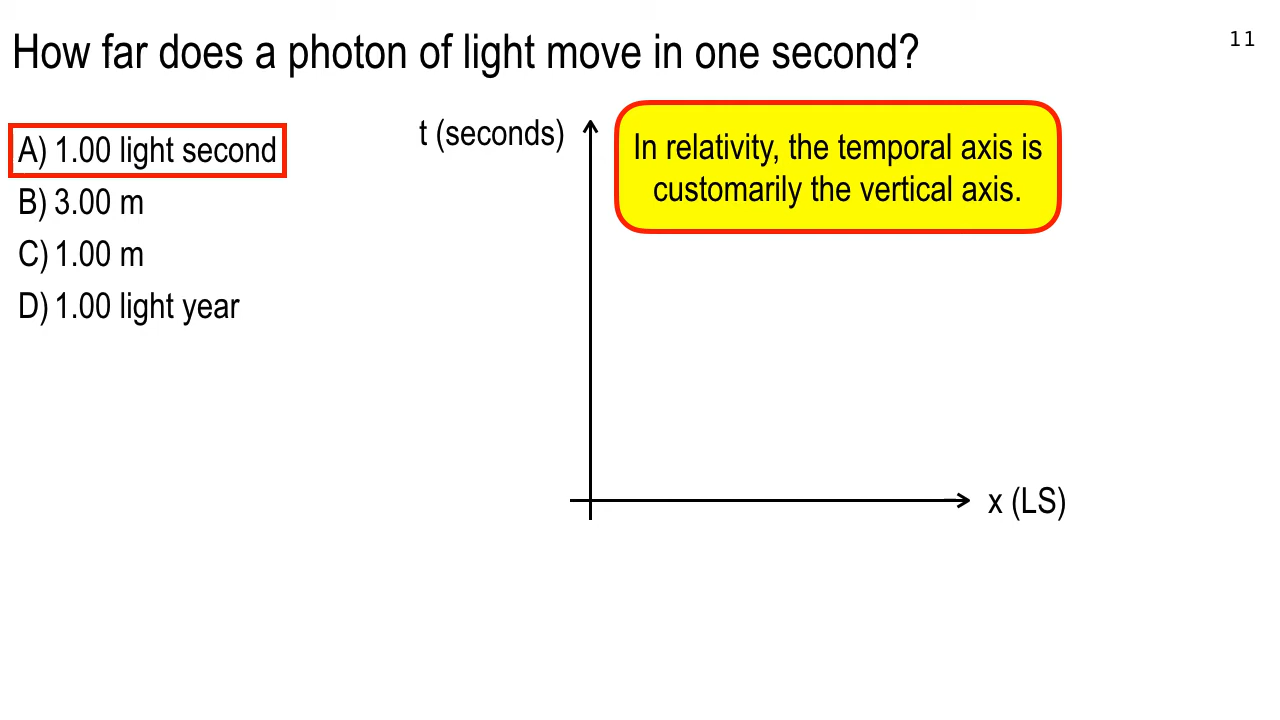 How far does a photon of light move in one second?
11
A) 1.00 light second
B) 3.00 m
C) 1.00 m
D) 1.00 light year
t (seconds)
In relativity, the temporal axis is
customarily the vertical axis.
x (LS)